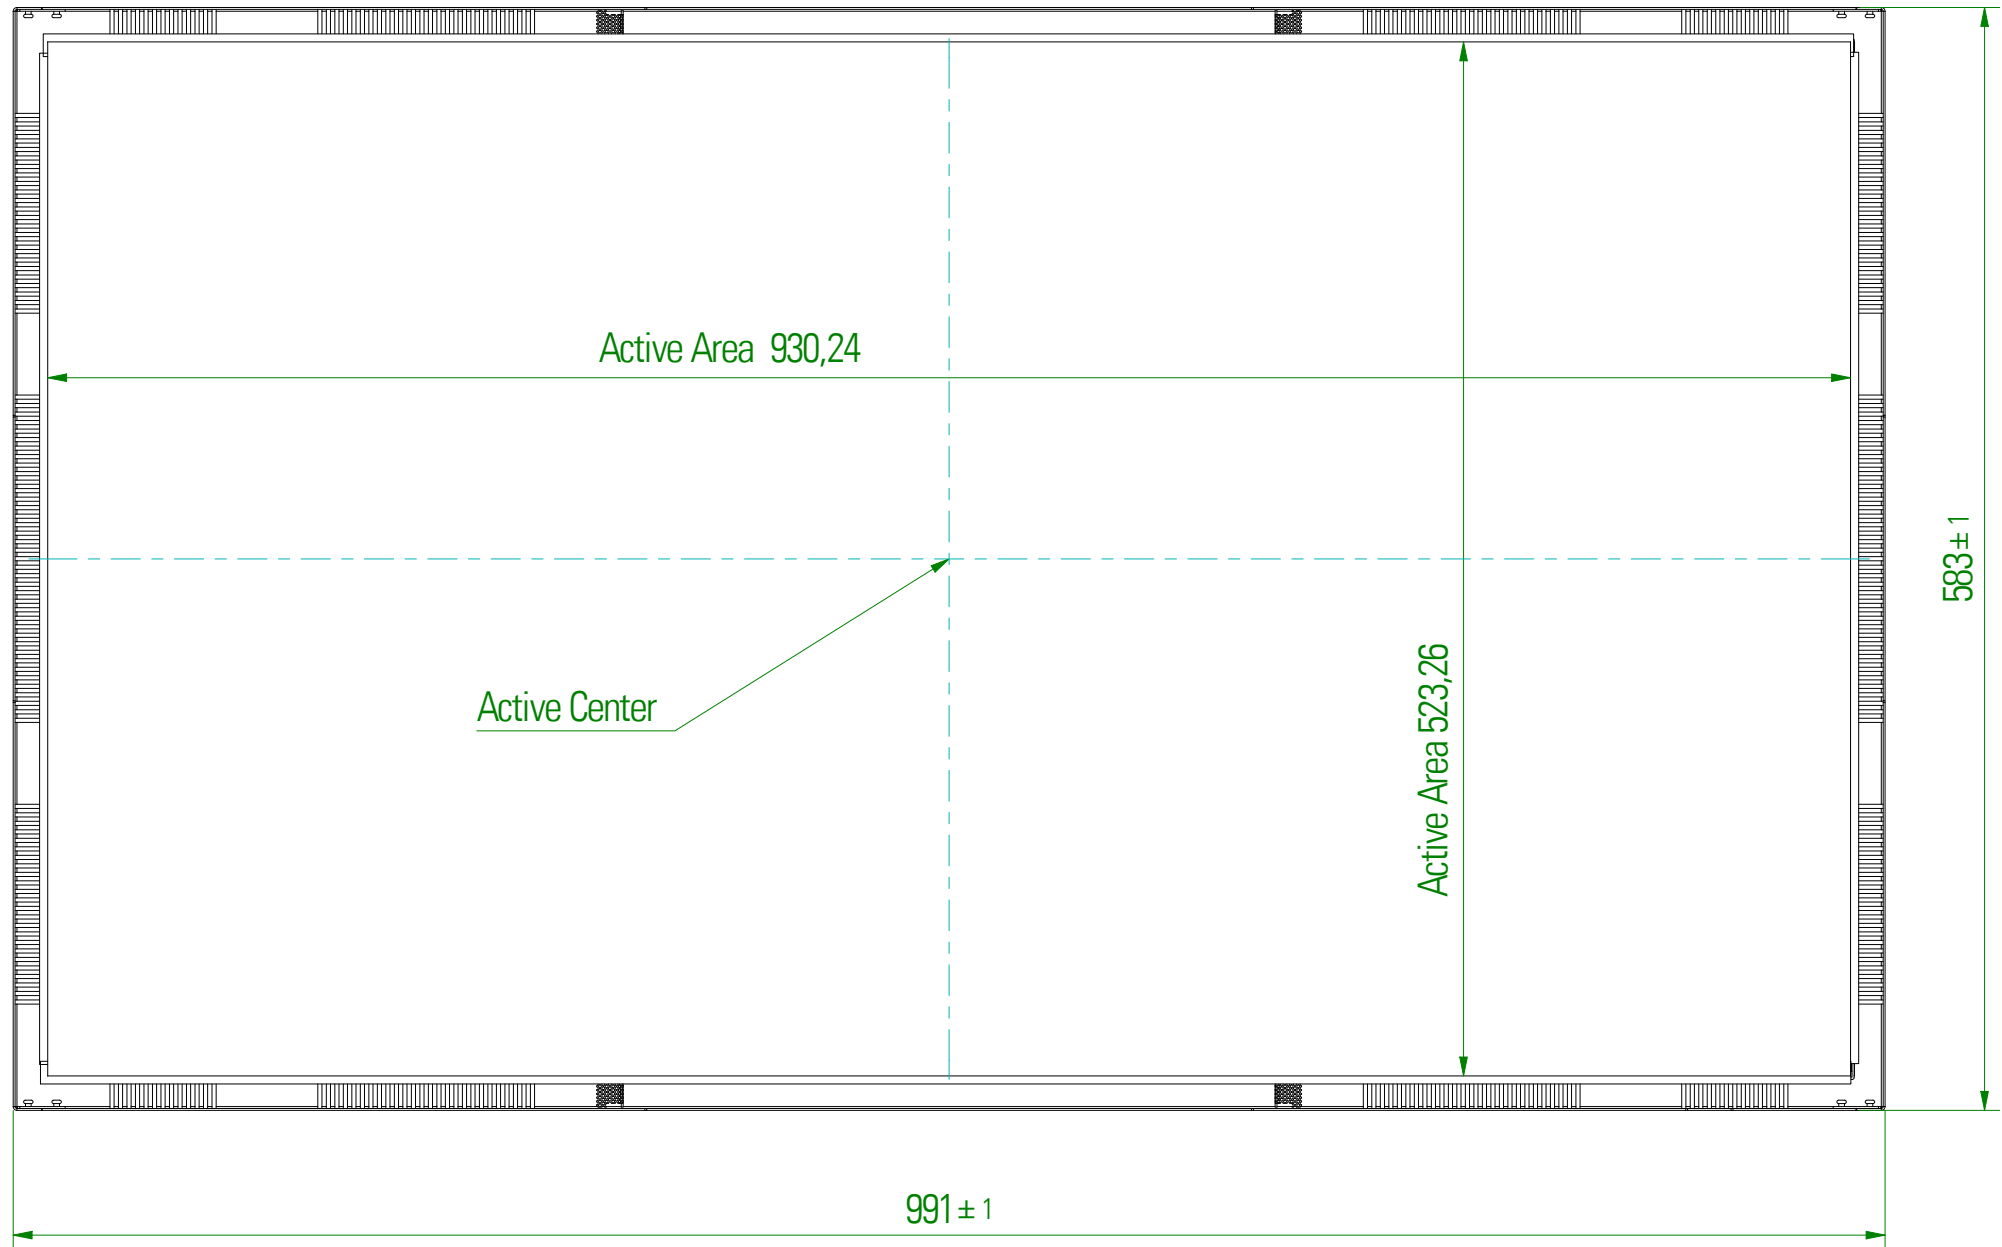 Active Area 930,24
583 ± 1
Active Area 523,26
Active Center
991 ± 1